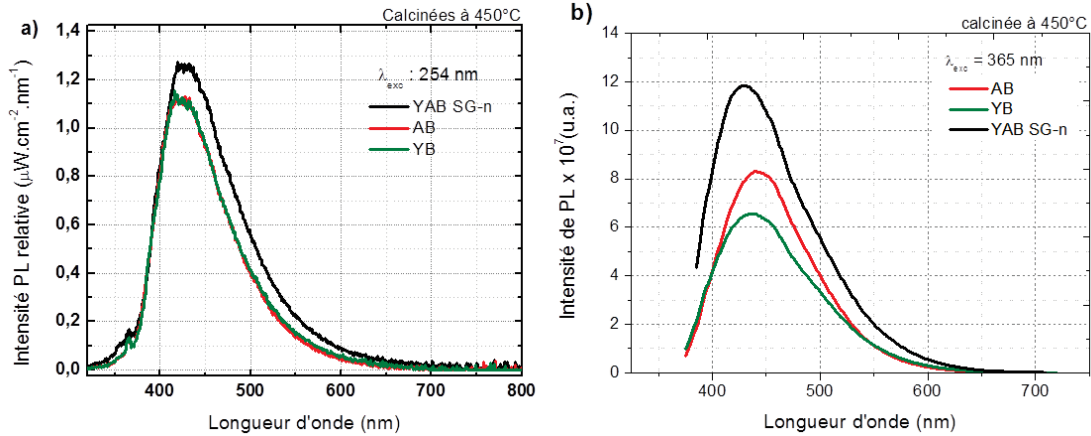 a)
Calcinées à 450°C
1,4
1,2
1,0
0,8
0,6
0,4
0,2
0,0
400
500
600
700
800
Intensité PL relative (µW.cm⁻².nm⁻¹)
Longueur d'onde (nm)
λexc : 254 nm
YAB SG-n
AB
YB
b)
calcinée à 450°C
14
12
10
8
6
4
2
0
400
500
600
700
Intensité de PL x 10⁷(u.a.)
Longueur d'onde (nm)
λexc = 365 nm
AB
YB
YAB SG-n